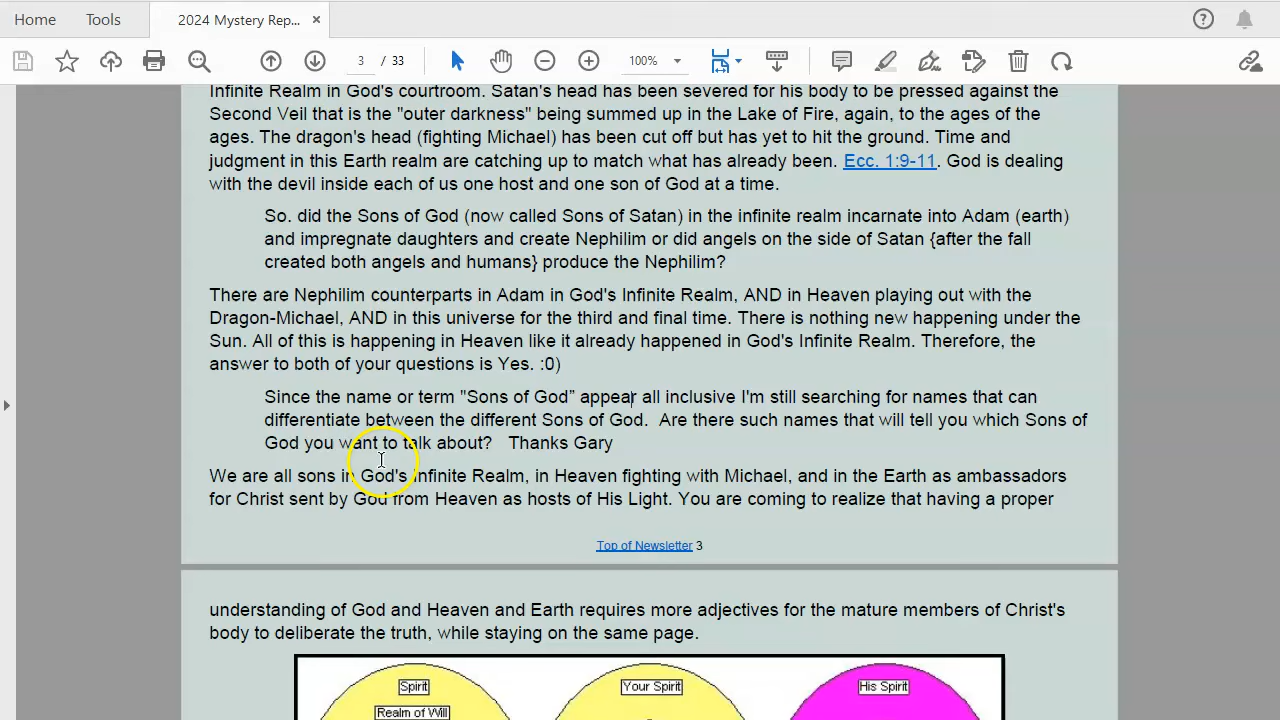 Home Tools 2024 Mystery Rep... ×
3 / 33 100%
Infinite Realm in God's courtroom. Satan's head has been severed for his body to be pressed against the
Second Veil that is the "outer darkness" being summed up in the Lake of Fire, again, to the ages of the
ages. The dragon's head (fighting Michael) has been cut off but has yet to hit the ground. Time and
judgment in this Earth realm are catching up to match what has already been. Ecc. 1:9-11. God is dealing
with the devil inside each of us one host and one son of God at a time.
So. did the Sons of God (now called Sons of Satan) in the infinite realm incarnate into Adam (earth)
and impregnate daughters and create Nephilim or did angels on the side of Satan {after the fall
created both angels and humans} produce the Nephilim?
There are Nephilim counterparts in Adam in God's Infinite Realm, AND in Heaven playing out with the
Dragon-Michael, AND in this universe for the third and final time. There is nothing new happening under the
Sun. All of this is happening in Heaven like it already happened in God's Infinite Realm. Therefore, the
answer to both of your questions is Yes. :0)
Since the name or term "Sons of God" appear all inclusive I'm still searching for names that can
differentiate between the different Sons of God.  Are there such names that will tell you which Sons of
God you want to talk about?   Thanks Gary
We are all sons in God's Infinite Realm, in Heaven fighting with Michael, and in the Earth as ambassadors
for Christ sent by God from Heaven as hosts of His Light. You are coming to realize that having a proper
Top of Newsletter 3
understanding of God and Heaven and Earth requires more adjectives for the mature members of Christ's
body to deliberate the truth, while staying on the same page.
Spirit Your Spirit His Spirit
Realm of Will